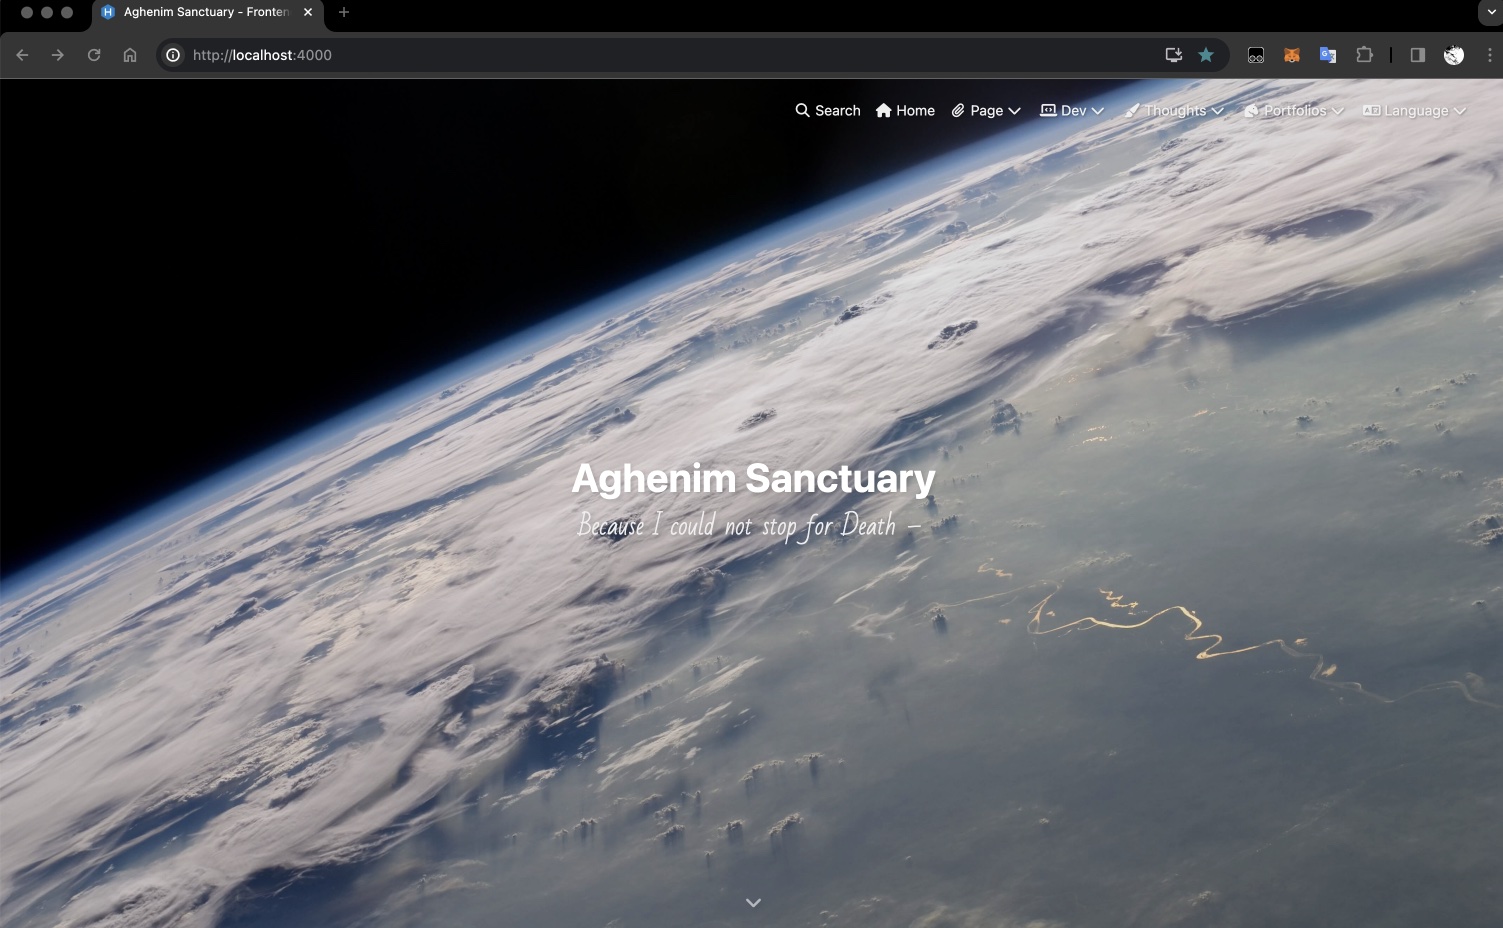 Aghenim Sanctuary - Fronten
http://localhost:4000
Search Home Page Dev Thoughts Portfolios Language
Aghenim Sanctuary
Because I could not stop for Death –